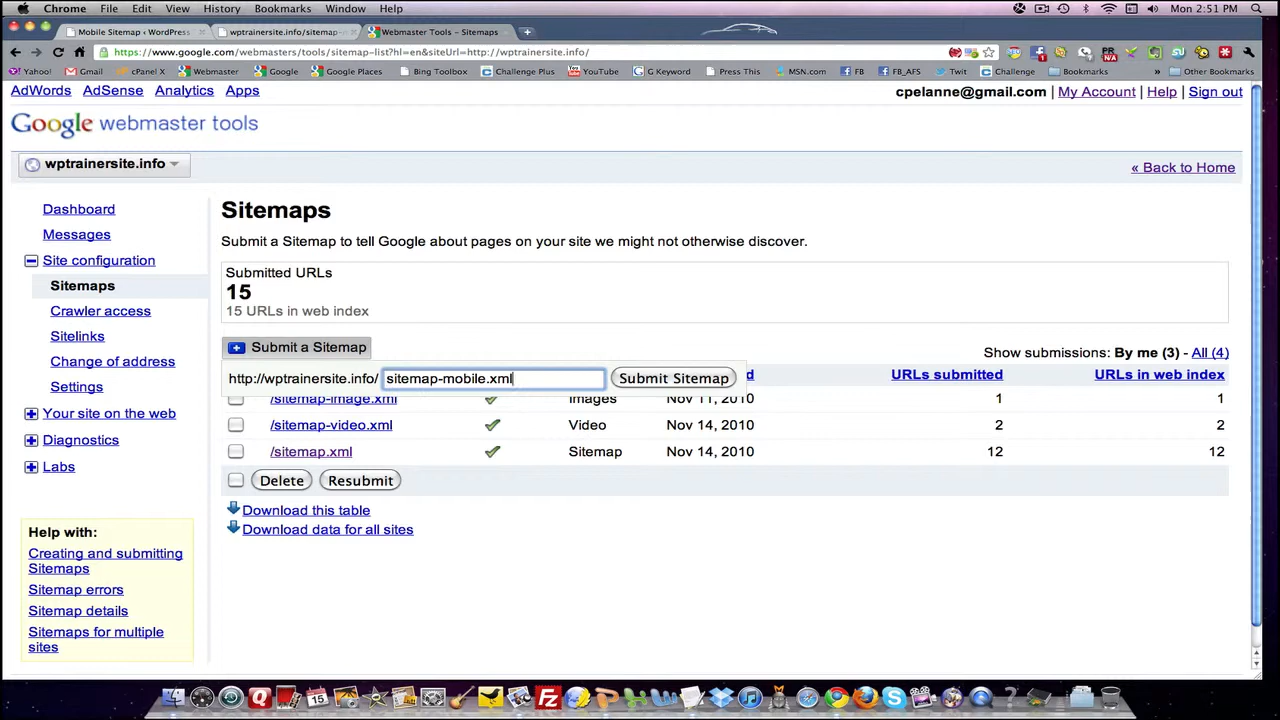 Chrome File Edit View History Bookmarks Window Help Mon 2:51 PM
Mobile Sitemap ‹ WordPress wptrainersite.info/sitemap-m Webmaster Tools – Sitemaps
https://www.google.com/webmasters/tools/sitemap-list?hl=en&siteUrl=http://wptrainersite.info/
Yahoo! Gmail cPanel X Webmaster Google Google Places Bing Toolbox Challenge Plus YouTube G Keyword Press This MSN.com FB FB_AFS Twit Challenge Bookmarks » Other Bookmarks
AdWords AdSense Analytics Apps
cpelanne@gmail.com | My Account | Help | Sign out
Google webmaster tools
wptrainersite.info
« Back to Home
Dashboard
Messages
Site configuration
Sitemaps
Crawler access
Sitelinks
Change of address
Settings
Your site on the web
Diagnostics
Labs
Help with:
Creating and submitting
Sitemaps
Sitemap errors
Sitemap details
Sitemaps for multiple
sites
Sitemaps
Submit a Sitemap to tell Google about pages on your site we might not otherwise discover.
Submitted URLs
15
15 URLs in web index
Submit a Sitemap
Show submissions: By me (3) - All (4)
http://wptrainersite.info/ sitemap-mobile.xml Submit Sitemap
URLs submitted URLs in web index
/sitemap-image.xml Images Nov 11, 2010 1 1
/sitemap-video.xml Video Nov 14, 2010 2 2
/sitemap.xml Sitemap Nov 14, 2010 12 12
Delete Resubmit
Download this table
Download data for all sites